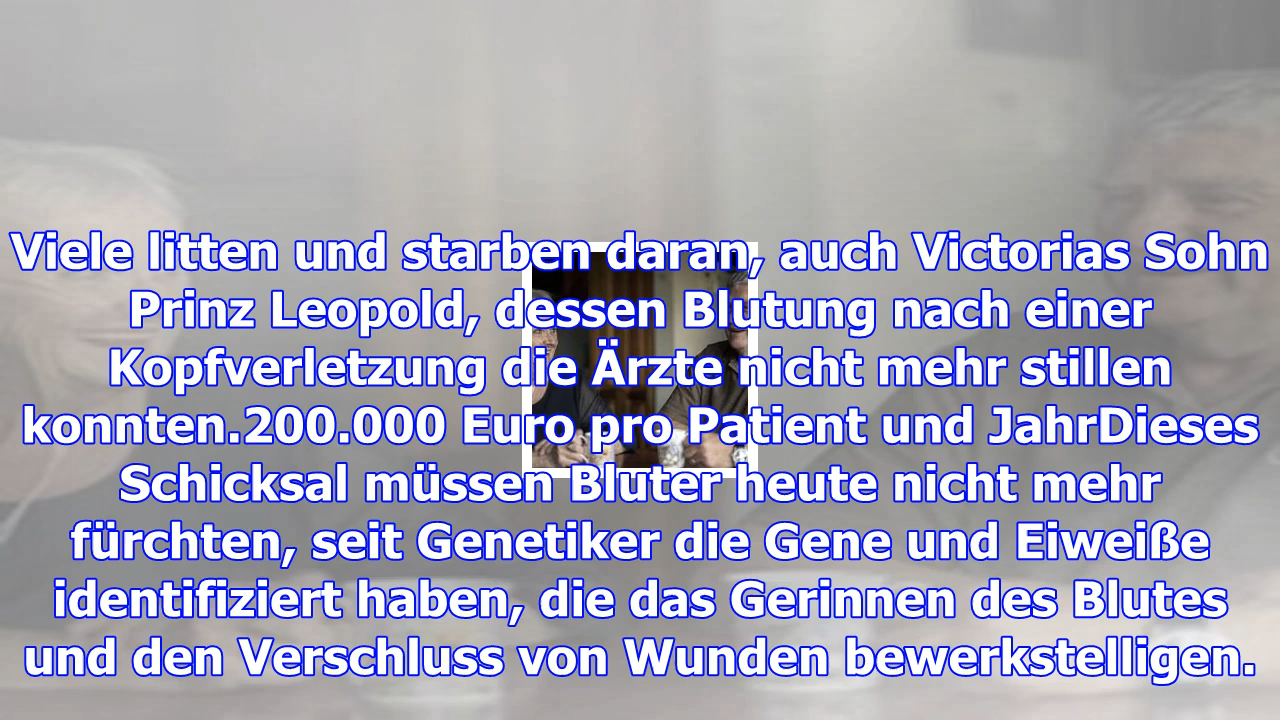 Viele litten und starben daran, auch Victorias Sohn
Prinz Leopold, dessen Blutung nach einer
Kopfverletzung die Ärzte nicht mehr stillen
konnten.200.000 Euro pro Patient und JahrDieses
Schicksal müssen Bluter heute nicht mehr
fürchten, seit Genetiker die Gene und Eiweiße
identifiziert haben, die das Gerinnen des Blutes
und den Verschluss von Wunden bewerkstelligen.